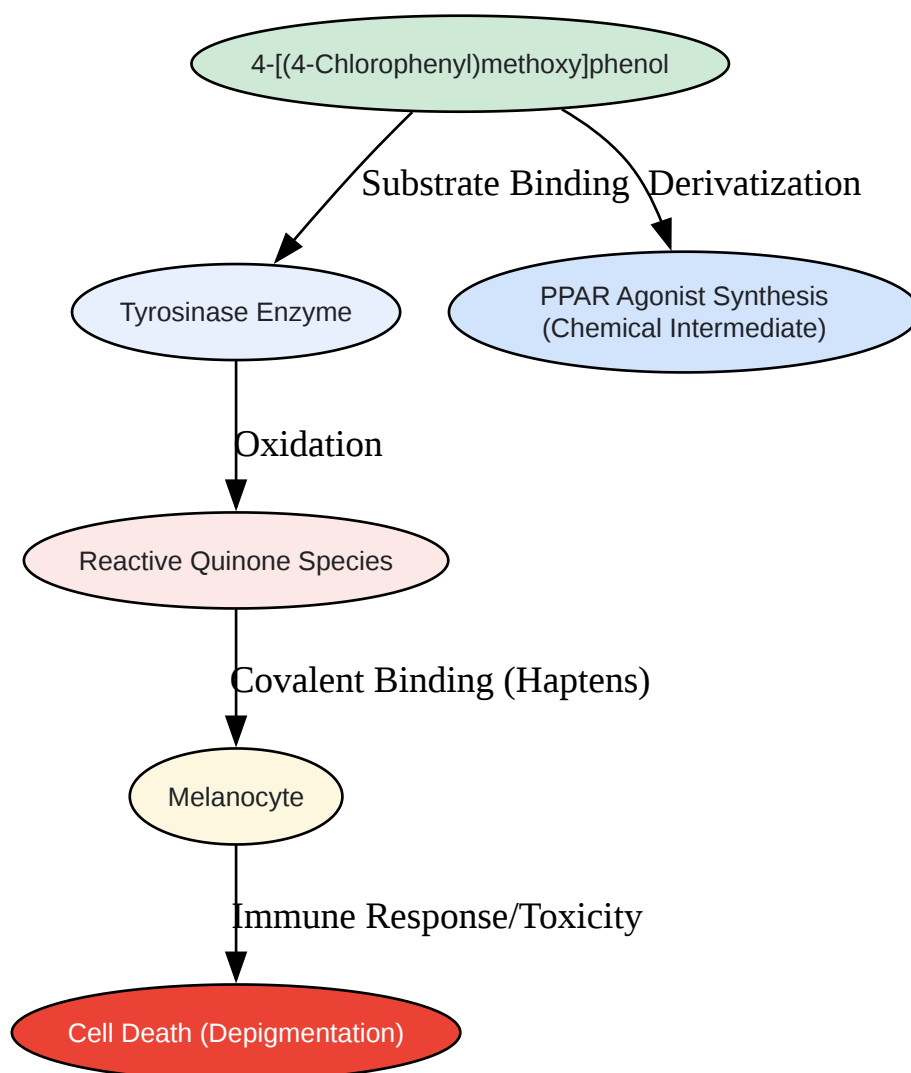 4-[(4-Chlorophenyl)methoxy]phenol
Substrate Binding
Derivatization
Tyrosinase Enzyme
PPAR Agonist Synthesis
(Chemical Intermediate)
Oxidation
Reactive Quinone Species
Covalent Binding (Haptens)
Melanocyte
Immune Response/Toxicity
Cell Death (Depigmentation)